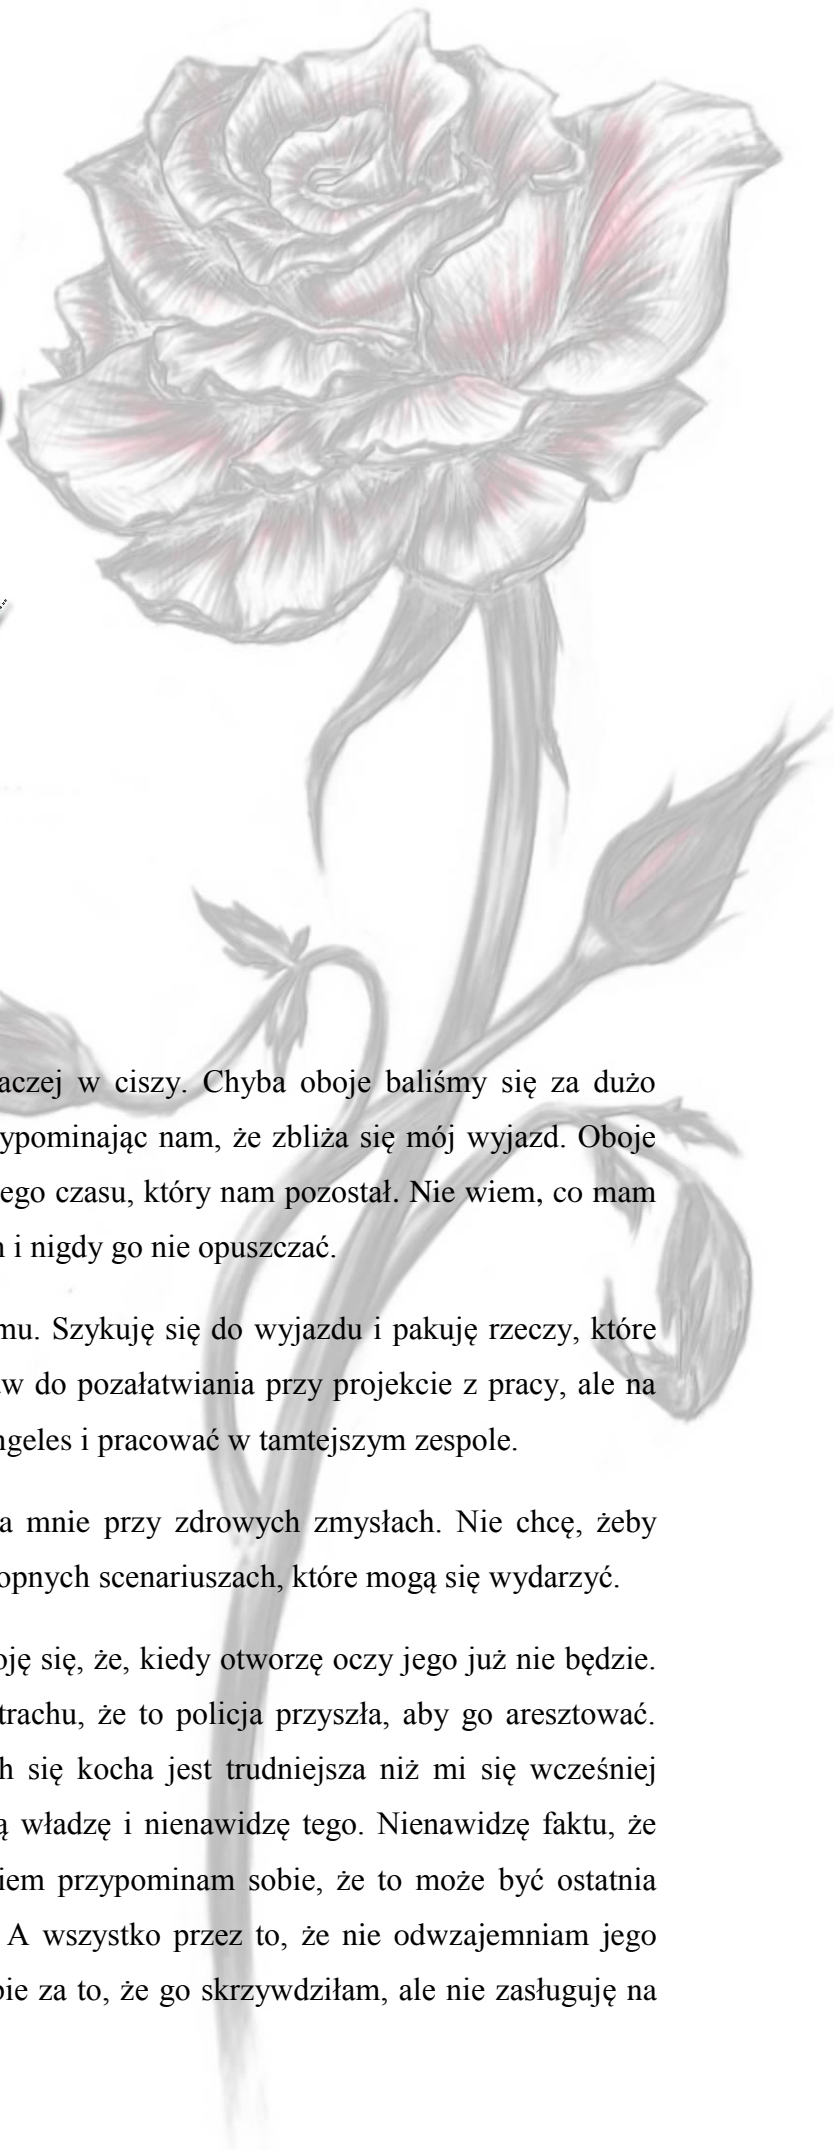 aczej w ciszy. Chyba oboje baliśmy się za dużo
ypominając nam, że zbliża się mój wyjazd. Oboje
ego czasu, który nam pozostał. Nie wiem, co mam
i nigdy go nie opuszczać.
mu. Szykuję się do wyjazdu i pakuję rzeczy, które
w do pozałatwiania przy projekcie z pracy, ale na
ngeles i pracować w tamtejszym zespole.
a mnie przy zdrowych zmysłach. Nie chcę, żeby
opnych scenariuszach, które mogą się wydarzyć.
oję się, że, kiedy otworzę oczy jego już nie będzie.
trachu, że to policja przyszła, aby go aresztować.
h się kocha jest trudniejsza niż mi się wcześniej
ą władzę i nienawidzę tego. Nienawidzę faktu, że
iem przypominam sobie, że to może być ostatnia
A wszystko przez to, że nie odwzajemniam jego
bie za to, że go skrzywdziłam, ale nie zasługuję na